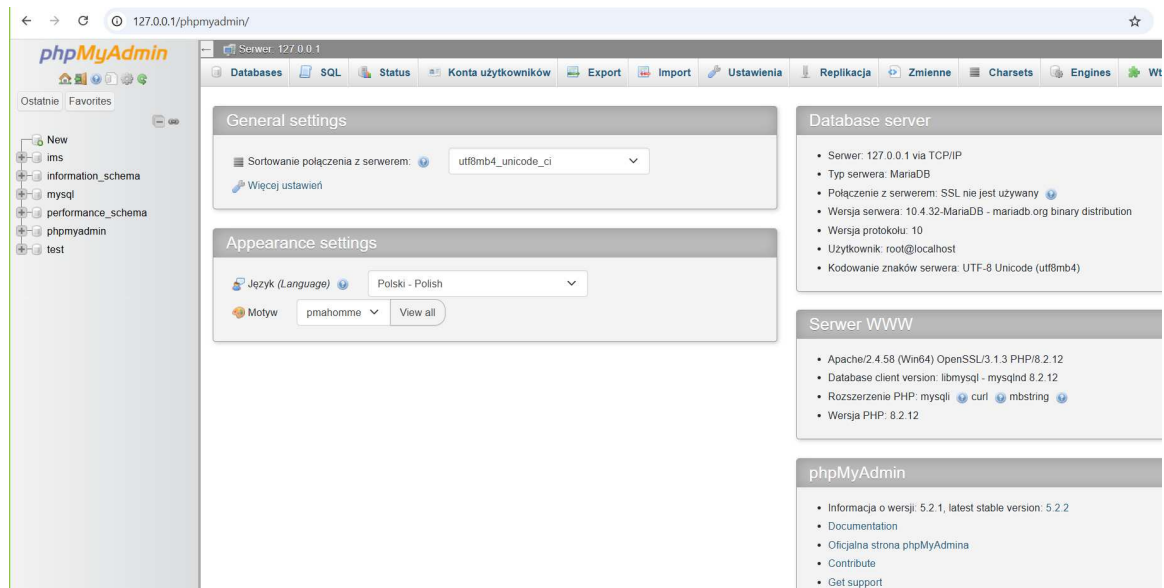 127.0.0.1/phpmyadmin/
phpMyAdmin
Ostatnie Favorites
New
ims
information_schema
mysql
performance_schema
phpmyadmin
test
Serwer: 127.0.0.1
Databases SQL Status Konta użytkowników Export Import Ustawienia Replikacja Zmienne Charsets Engines Wt
General settings
Sortowanie połączenia z serwerem: utf8mb4_unicode_ci
Więcej ustawień
Appearance settings
Język (Language) Polski - Polish
Motyw pmahomme View all
Database server
• Serwer: 127.0.0.1 via TCP/IP
• Typ serwera: MariaDB
• Połączenie z serwerem: SSL nie jest używany
• Wersja serwera: 10.4.32-MariaDB - mariadb.org binary distribution
• Wersja protokołu: 10
• Użytkownik: root@localhost
• Kodowanie znaków serwera: UTF-8 Unicode (utf8mb4)
Serwer WWW
• Apache/2.4.58 (Win64) OpenSSL/3.1.3 PHP/8.2.12
• Database client version: libmysql - mysqlnd 8.2.12
• Rozszerzenie PHP: mysqli curl mbstring
• Wersja PHP: 8.2.12
phpMyAdmin
• Informacja o wersji: 5.2.1, latest stable version: 5.2.2
• Documentation
• Oficjalna strona phpMyAdmina
• Contribute
• Get support